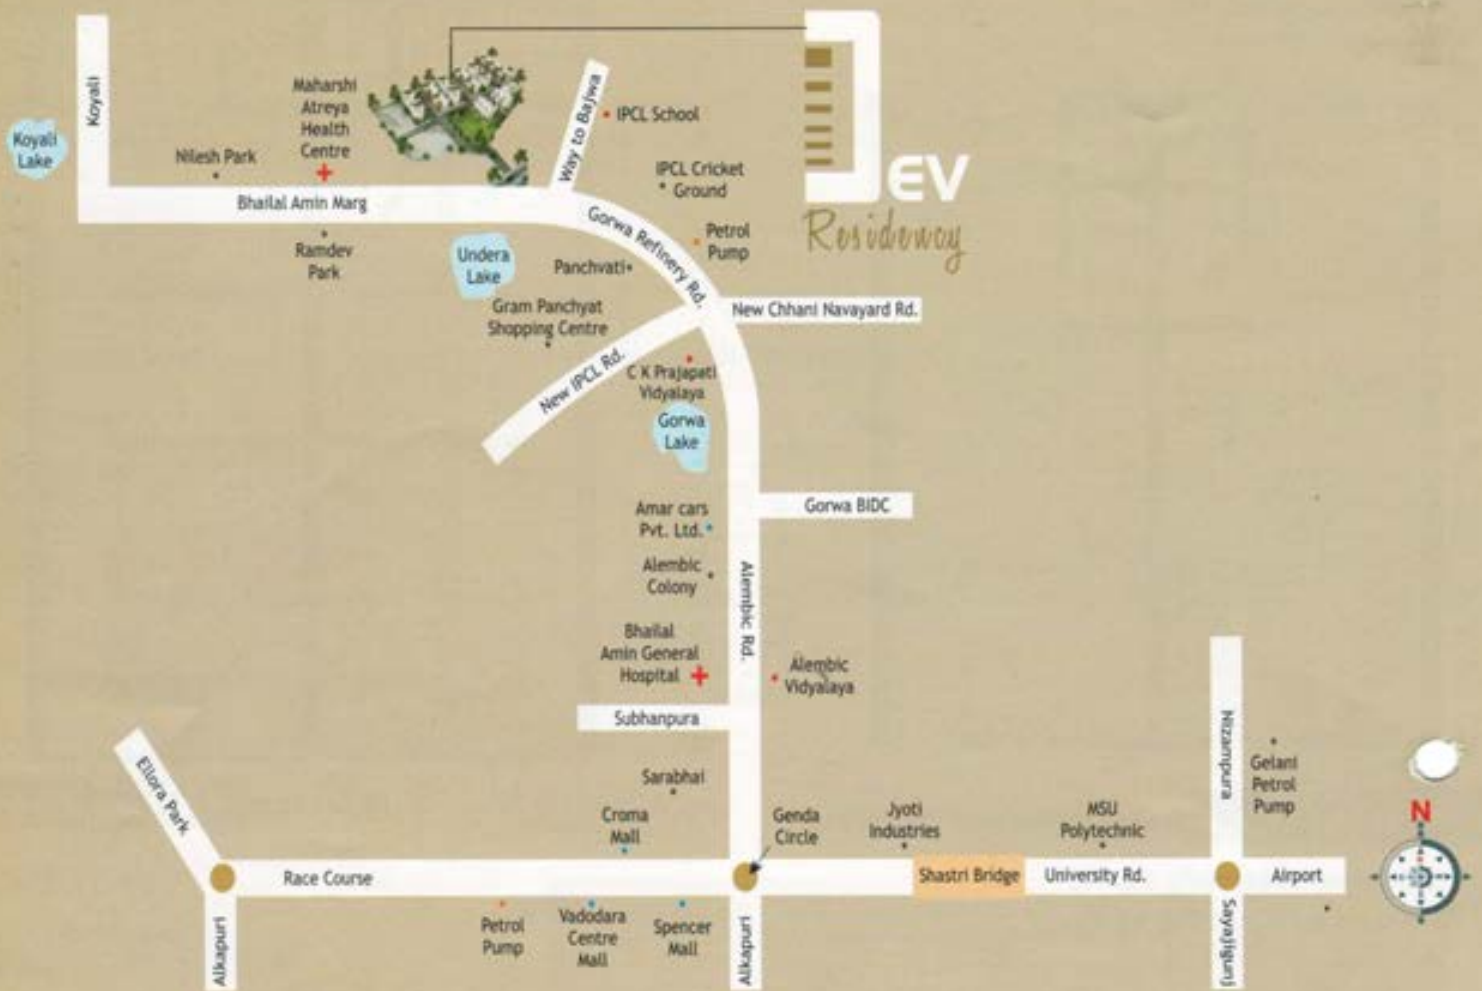 Koyali
Koyali
Lake
Nilesh Park
Maharshi
Atreya
Health
Centre
Bhailal Amin Marg
Ramdev
Park
Way to Bajwa
IPCL School
IPCL Cricket
Ground
EV
Residenway
Gorwa Refinery Rd.
Petrol
Pump
Undera
Lake
Panchvati
Gram Panchyat
Shopping Centre
New Chhani Navayard Rd.
New IPCL Rd.
C K Prajapati
Vidyalaya
Gorwa
Lake
Gorwa BIDC
Amar cars
Pvt. Ltd.
Alembic
Colony
Alembic Rd.
Bhailal
Amin General
Hospital
Alembic
Vidyalaya
Subhanpura
Sarabhai
Croma
Mall
Genda
Circle
Jyoti
Industries
MSU
Polytechnic
Nizampura
Gelani
Petrol
Pump
N
Ellora Park
Race Course
Shastri Bridge
University Rd.
Airport
Alkapuri
Petrol
Pump
Vadodara
Centre
Mall
Spencer
Mall
Alkapuri
Sayajigunj